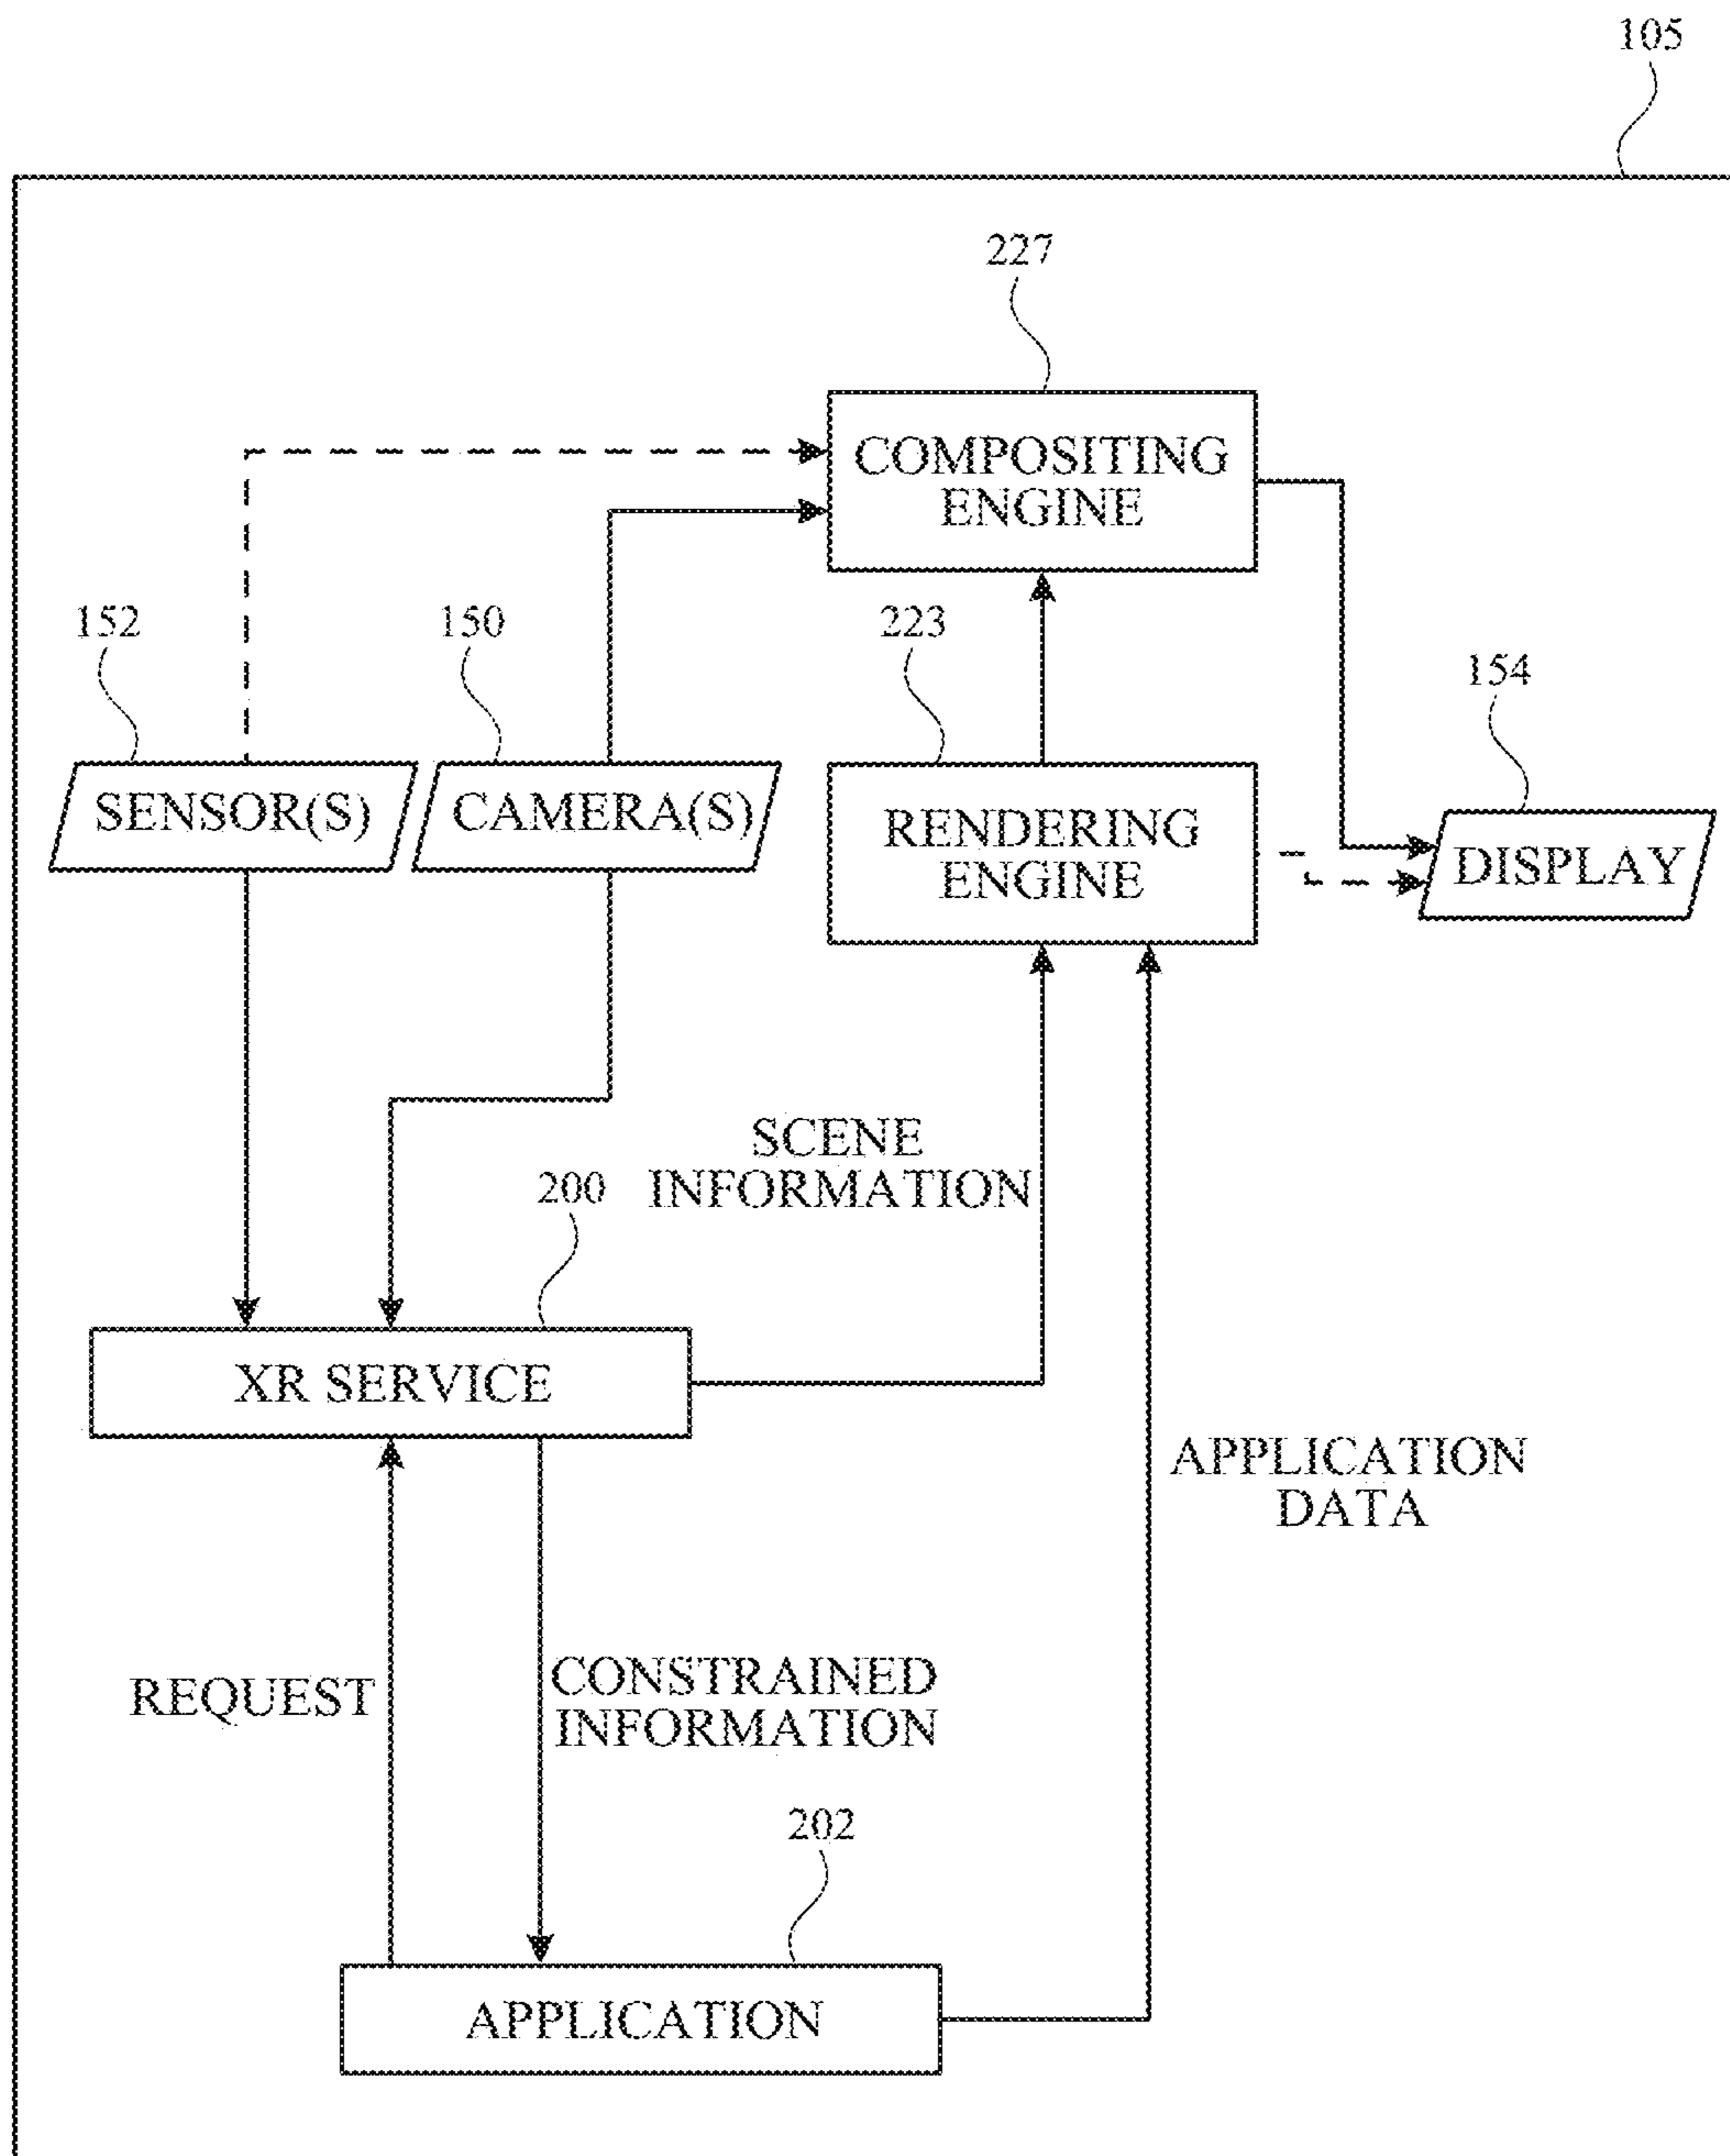 105
227
COMPOSITING
ENGINE
152
150
223
154
SENSOR(S)
CAMERA(S)
RENDERING
ENGINE
DISPLAY
SCENE
INFORMATION
200
XR SERVICE
APPLICATION
DATA
REQUEST
CONSTRAINED
INFORMATION
202
APPLICATION